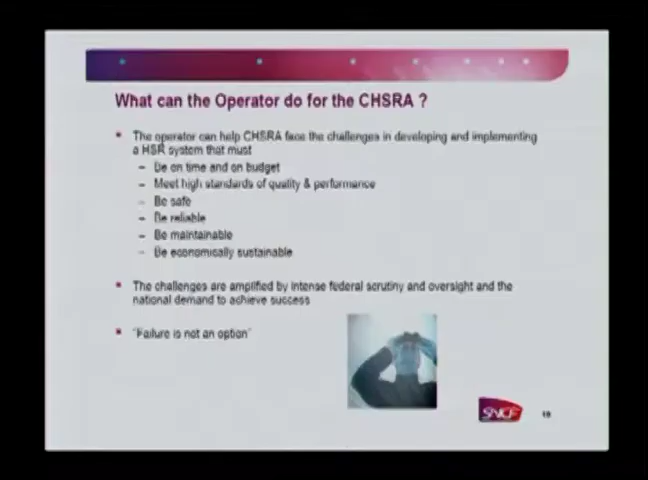 What can the Operator do for the CHSRA ?
The operator can help CHSRA face the challenges in developing and implementing
a HSR system that must
– Be on time and on budget
– Meet high standards of quality & performance
– Be safe
– Be reliable
– Be maintainable
– Be economically sustainable
The challenges are amplified by intense federal scrutiny and oversight and the
national demand to achieve success
"Failure is not an option"
SNCF